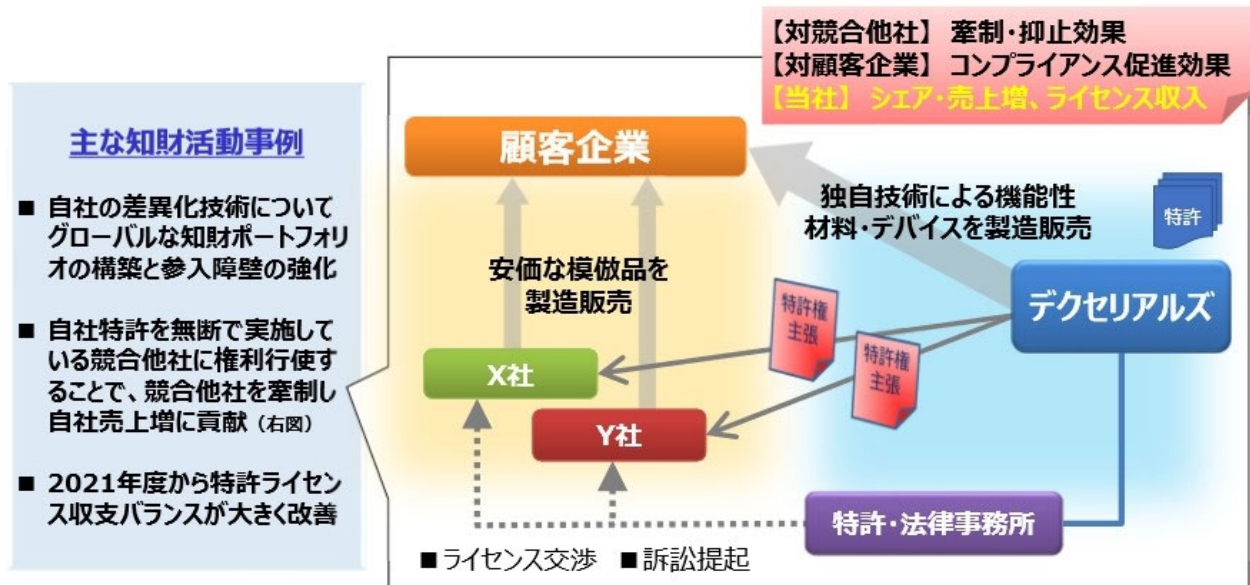 主な知財活動事例
■ 自社の差異化技術について
グローバルな知財ポートフォリ
オの構築と参入障壁の強化
■ 自社特許を無断で実施して
いる競合他社に権利行使す
ることで、競合他社を牽制し
自社売上増に貢献（右図）
■ 2021年度から特許ライセン
ス収支バランスが大きく改善
【対競合他社】 牽制・抑止効果
【対顧客企業】 コンプライアンス促進効果
【当社】 シェア・売上増、ライセンス収入
顧客企業
独自技術による機能性
材料・デバイスを製造販売
特許
安価な模倣品を
製造販売
デクセリアルズ
特許権
主張
特許権
主張
X社
Y社
特許・法律事務所
■ライセンス交渉 ■訴訟提起